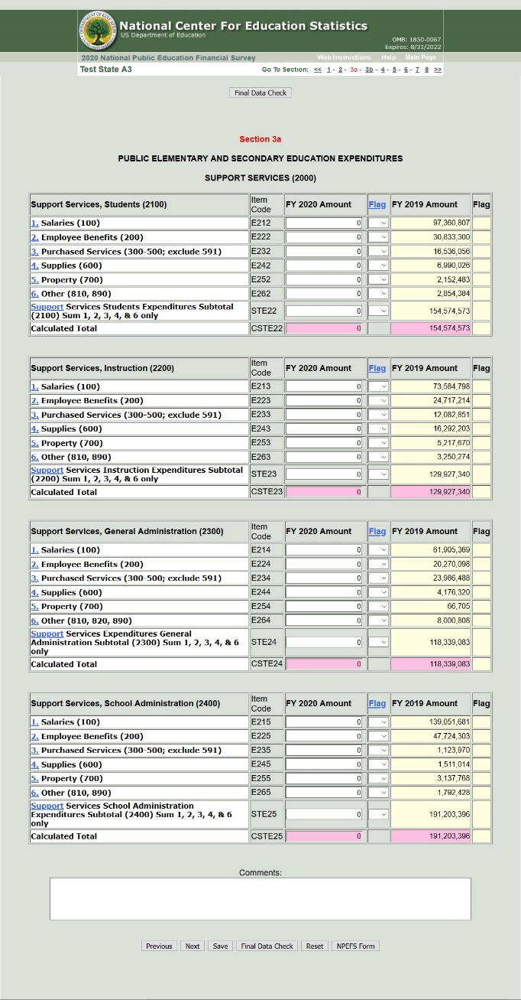 National Center For Education Statistics
US Department of Education
OMB: 1850-0067
Expires: 8/31/2022
2020 National Public Education Financial Survey Web Instructions Help Main Page
Test State A3 Go To Section: << 1 - 2 - 3a - 3b - 4 - 5 - 6 - 7 8 >>
Final Data Check
Section 3a
PUBLIC ELEMENTARY AND SECONDARY EDUCATION EXPENDITURES
SUPPORT SERVICES (2000)
Support Services, Students (2100) Item Code FY 2020 Amount Flag FY 2019 Amount Flag
1. Salaries (100) E212 0 97,360,807
2. Employee Benefits (200) E222 0 30,833,300
3. Purchased Services (300-500; exclude 591) E232 0 16,536,056
4. Supplies (600) E242 0 6,990,026
5. Property (700) E252 0 2,152,483
6. Other (810, 890) E262 0 2,854,384
Support Services Students Expenditures Subtotal
(2100) Sum 1, 2, 3, 4, & 6 only STE22 0 154,574,573
Calculated Total CSTE22 0 154,574,573
Support Services, Instruction (2200) Item Code FY 2020 Amount Flag FY 2019 Amount Flag
1. Salaries (100) E213 0 73,584,798
2. Employee Benefits (200) E223 0 24,717,214
3. Purchased Services (300-500; exclude 591) E233 0 12,082,851
4. Supplies (600) E243 0 16,292,203
5. Property (700) E253 0 5,217,670
6. Other (810, 890) E263 0 3,250,274
Support Services Instruction Expenditures Subtotal
(2200) Sum 1, 2, 3, 4, & 6 only STE23 0 129,927,340
Calculated Total CSTE23 0 129,927,340
Support Services, General Administration (2300) Item Code FY 2020 Amount Flag FY 2019 Amount Flag
1. Salaries (100) E214 0 61,905,369
2. Employee Benefits (200) E224 0 20,270,098
3. Purchased Services (300-500; exclude 591) E234 0 23,986,488
4. Supplies (600) E244 0 4,176,320
5. Property (700) E254 0 66,705
6. Other (810, 820, 890) E264 0 8,000,808
Support Services Expenditures General
Administration Subtotal (2300) Sum 1, 2, 3, 4, & 6
only STE24 0 118,339,083
Calculated Total CSTE24 0 118,339,083
Support Services, School Administration (2400) Item Code FY 2020 Amount Flag FY 2019 Amount Flag
1. Salaries (100) E215 0 139,051,681
2. Employee Benefits (200) E225 0 47,724,303
3. Purchased Services (300-500; exclude 591) E235 0 1,123,970
4. Supplies (600) E245 0 1,511,014
5. Property (700) E255 0 3,137,768
6. Other (810, 890) E265 0 1,792,428
Support Services School Administration
Expenditures Subtotal (2400) Sum 1, 2, 3, 4, & 6
only STE25 0 191,203,396
Calculated Total CSTE25 0 191,203,396
Comments:
Previous Next Save Final Data Check Reset NPEFS Form